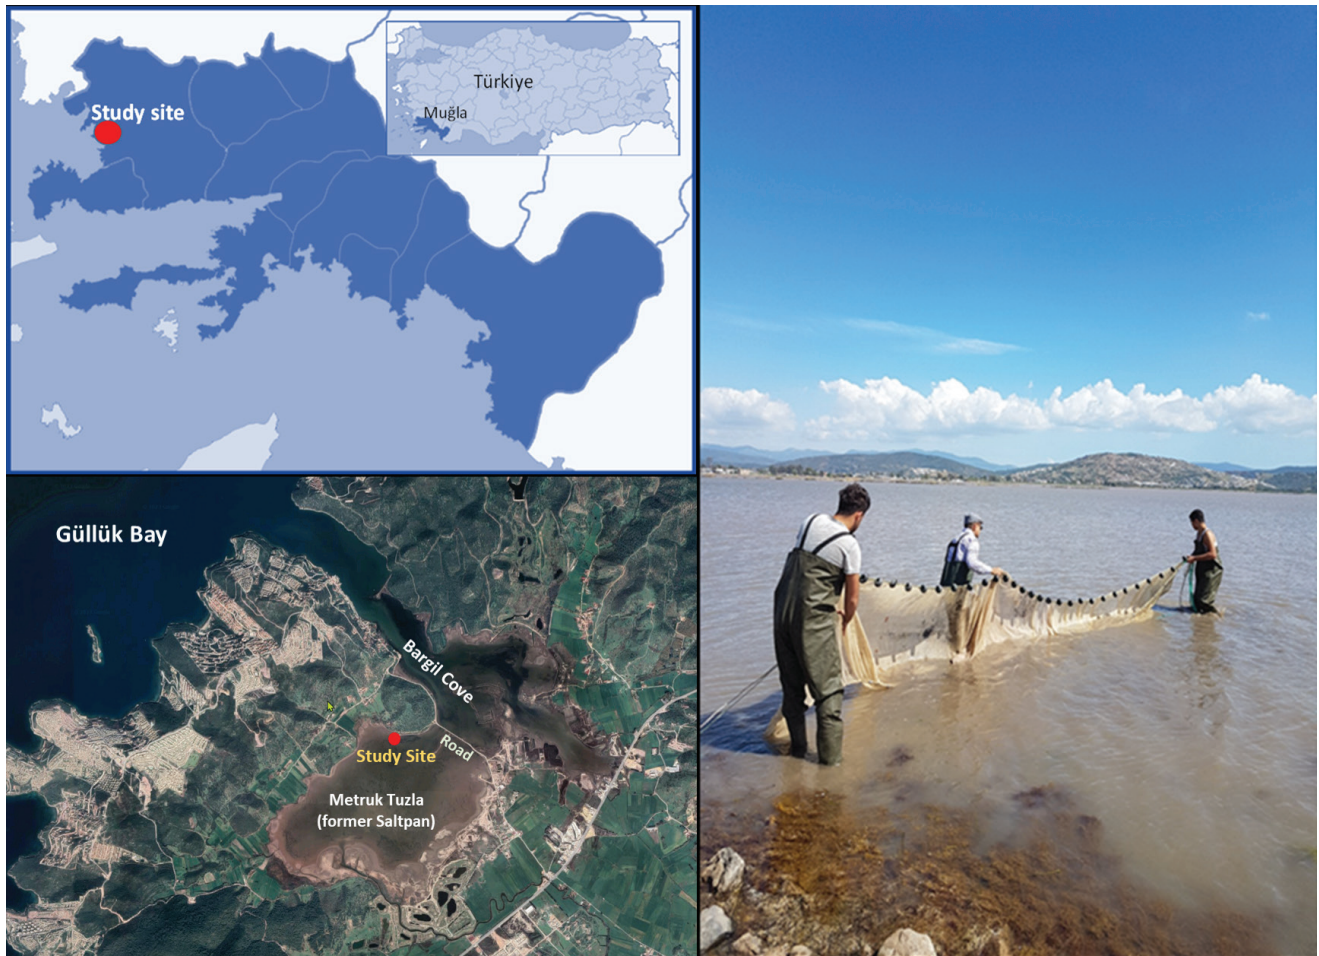 Türkiye
Muğla
Study site
Güllük Bay
Bargil Cove
Road
Study Site
Metruk Tuzla
(former Saltpan)